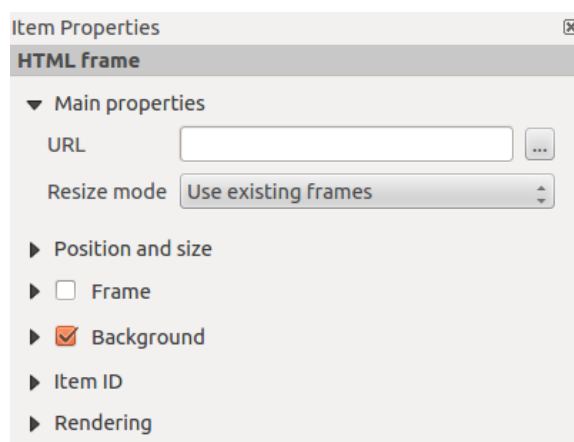 Item Properties
HTML frame
Main properties
URL
...
Resize mode Use existing frames
Position and size
Frame
Background
Item ID
Rendering